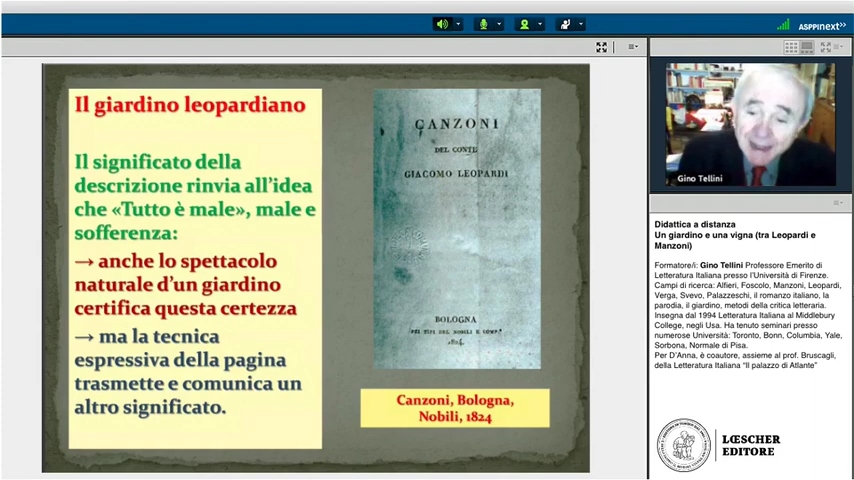 ASPPInext>>
Il giardino leopardiano
Il significato della
descrizione rinvia all'idea
che «Tutto è male», male e
sofferenza:
→ anche lo spettacolo
naturale d'un giardino
certifica questa certezza
→ ma la tecnica
espressiva della pagina
trasmette e comunica un
altro significato.
CANZONI
DEL CONTE
GIACOMO LEOPARDI
BOLOGNA
PEI TIPI DEL NOBILI E COMP.
1824.
Canzoni, Bologna,
Nobili, 1824
Gino Tellini
Didattica a distanza
Un giardino e una vigna (tra Leopardi e
Manzoni)
Formatore/i: Gino Tellini Professore Emerito di
Letteratura Italiana presso l'Università di Firenze.
Campi di ricerca: Alfieri, Foscolo, Manzoni, Leopardi,
Verga, Svevo, Palazzeschi, il romanzo italiano, la
parodia, il giardino, metodi della critica letteraria.
Insegna dal 1994 Letteratura Italiana al Middlebury
College, negli Usa. Ha tenuto seminari presso
numerose Università: Toronto, Bonn, Columbia, Yale,
Sorbona, Normale di Pisa.
Per D'Anna, è coautore, assieme al prof. Bruscagli,
della Letteratura Italiana "Il palazzo di Atlante"
LŒSCHER
EDITORE